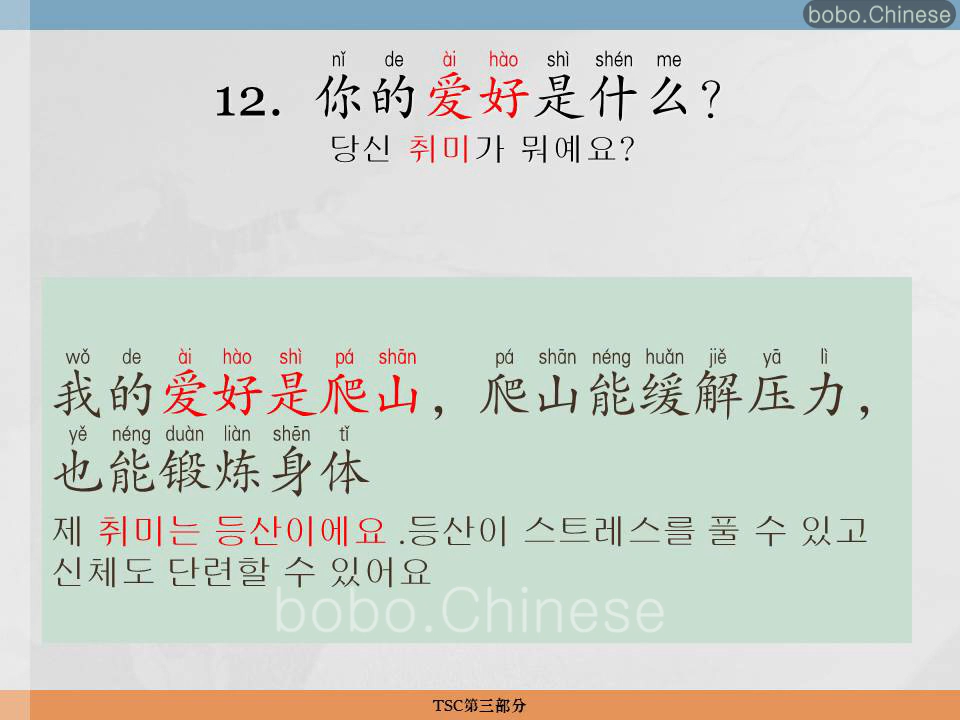 bobo.Chinese
nǐ de ài hào shì shén me
12. 你的爱好是什么?
당신 취미가 뭐예요?
wǒ de ài hào shì pá shān pá shān néng huǎn jiě yā lì
我的爱好是爬山，爬山能缓解压力，
yě néng duàn liàn shēn tǐ
也能锻炼身体
제 취미는 등산이에요 .등산이 스트레스를 풀 수 있고
신체도 단련할 수 있어요
bobo.Chinese
TSC第三部分